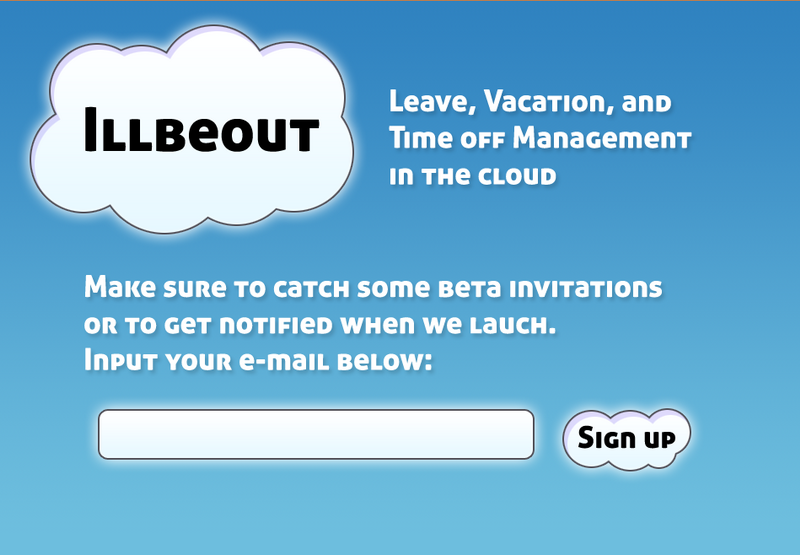 Illbeout
Leave, Vacation, and
Time off Management
in the cloud
Make sure to catch some beta invitations
or to get notified when we lauch.
Input your e-mail below:
Sign up